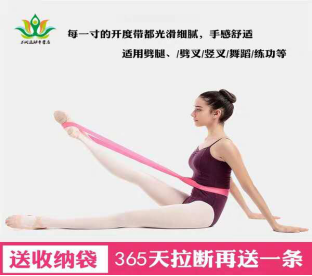 每一寸的开度带都光滑细腻，手感舒适
适用劈腿、/劈叉/竖叉/舞蹈/练功等
送收纳袋
365天拉断再送一条